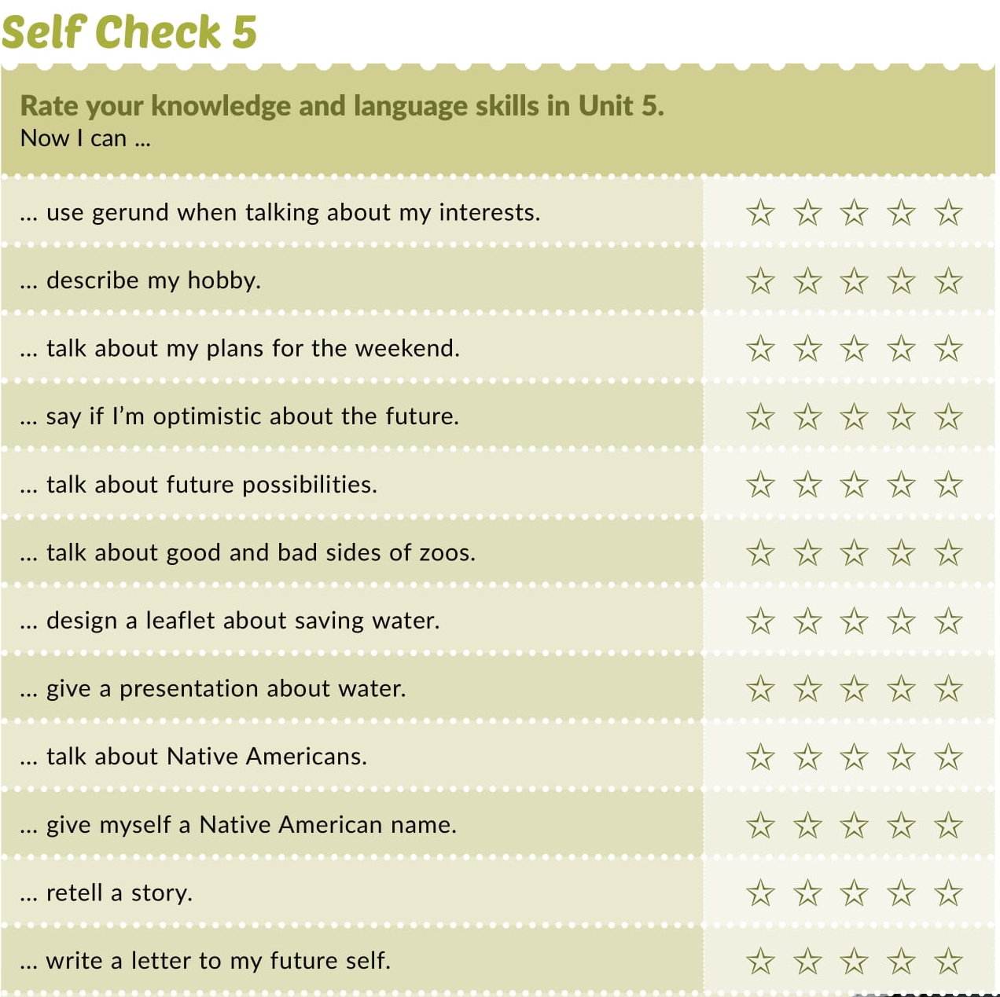 Self Check 5
Rate your knowledge and language skills in Unit 5.
Now I can ...
... use gerund when talking about my interests.
... describe my hobby.
... talk about my plans for the weekend.
... say if I’m optimistic about the future.
... talk about future possibilities.
... talk about good and bad sides of zoos.
... design a leaflet about saving water.
... give a presentation about water.
... talk about Native Americans.
... give myself a Native American name.
... retell a story.
... write a letter to my future self.